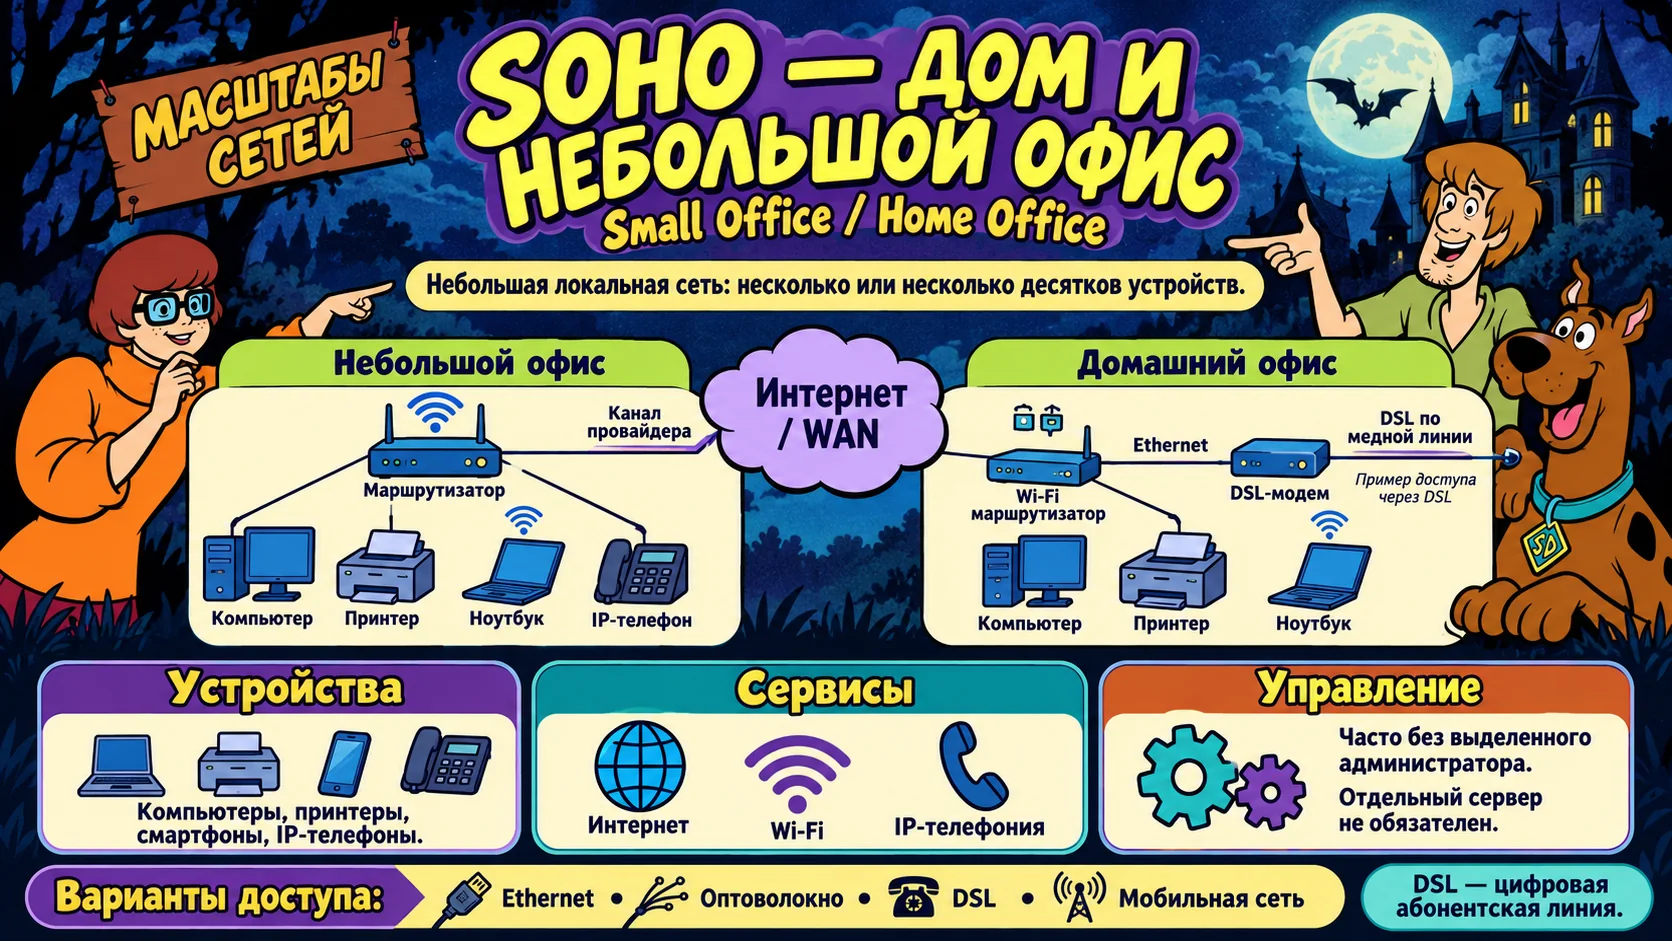 МАСШТАБЫ
СЕТЕЙ
SOHO — ДОМ И
НЕБОЛЬШОЙ ОФИС
Small Office / Home Office
Небольшая локальная сеть: несколько или несколько десятков устройств.
Небольшой офис
Канал
провайдера
Маршрутизатор
Компьютер
Принтер
Ноутбук
IP-телефон
Интернет
/ WAN
Домашний офис
Ethernet
DSL по
медной линии
Wi-Fi
маршрутизатор
DSL-модем
Пример доступа
через DSL
Компьютер
Принтер
Ноутбук
SD
Устройства
Компьютеры, принтеры,
смартфоны, IP-телефоны.
Сервисы
Интернет
Wi-Fi
IP-телефония
Управление
Часто без выделенного
администратора.
Отдельный сервер
не обязателен.
Варианты доступа:
Ethernet • Оптоволокно • DSL • Мобильная сеть
DSL — цифровая
абонентская линия.